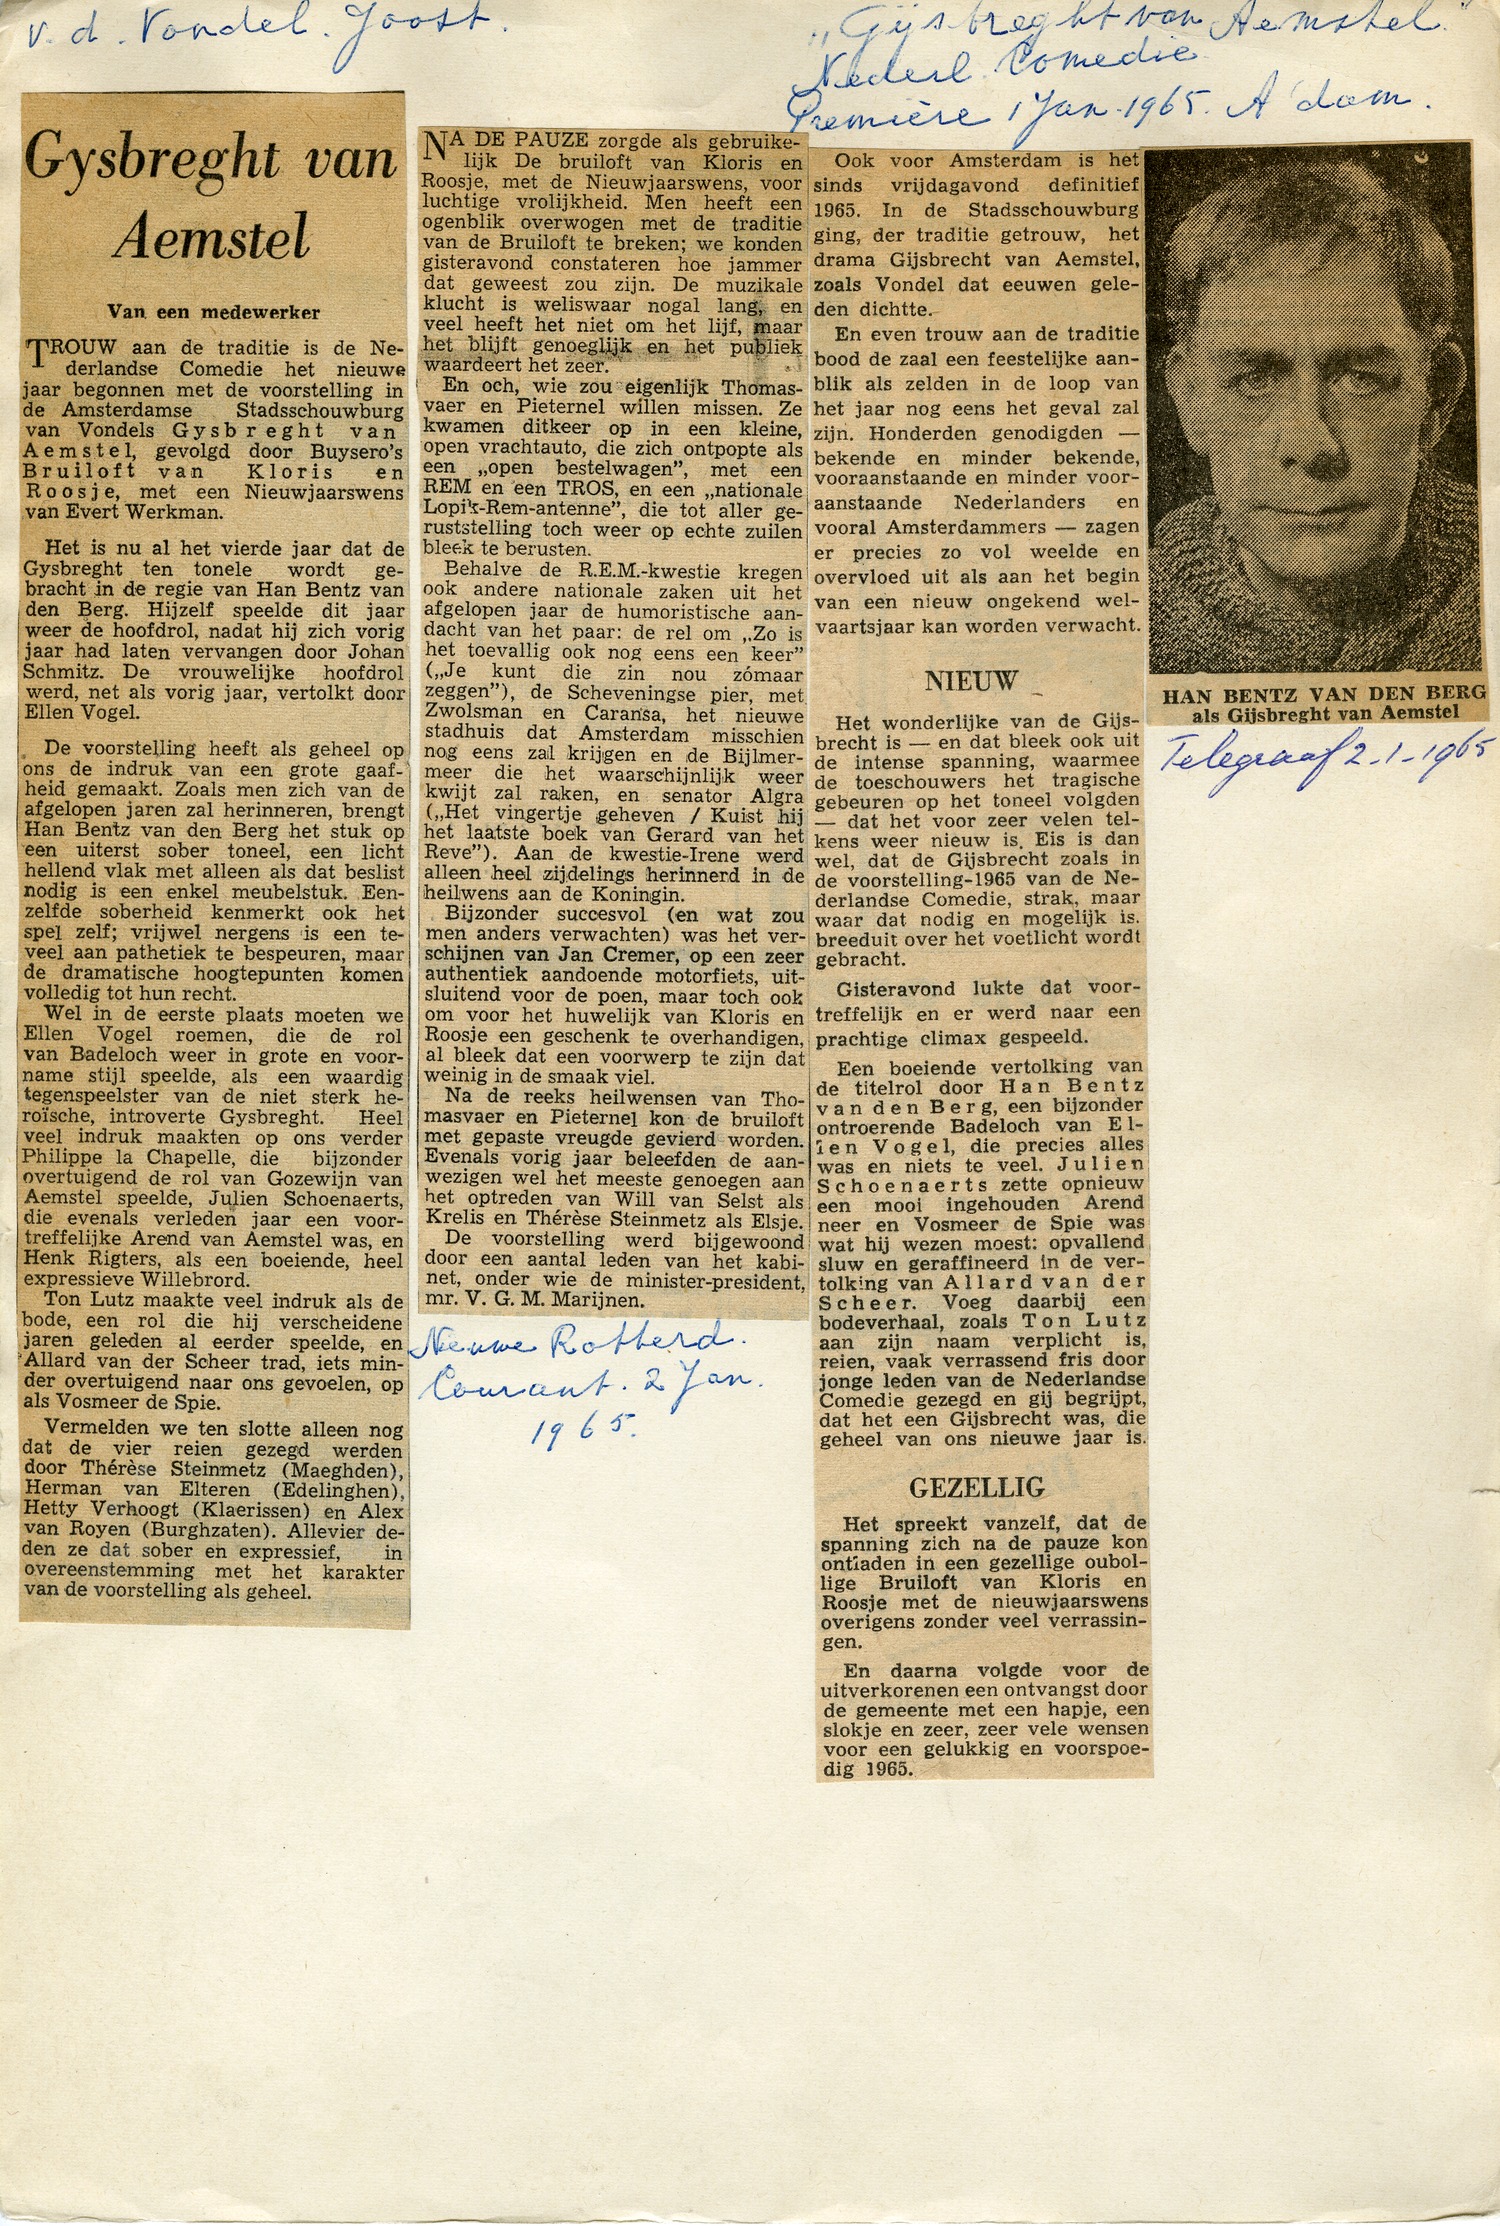 v. d. Vondel. Joost.
„Gijsbreght van Aemstel."
Nederl. Comedie
Première 1 Jan. 1965. A'dam.
Gysbreght van
Aemstel
Van een medewerker
TROUW aan de traditie is de Ne-
derlandse Comedie het nieuwe
jaar begonnen met de voorstelling in
de Amsterdamse Stadsschouwburg
van Vondels Gysbreght van
Aemstel, gevolgd door Buysero's
Bruiloft van Kloris en
Roosje, met een Nieuwjaarswens
van Evert Werkman.
Het is nu al het vierde jaar dat de
Gysbreght ten tonele wordt ge-
bracht in de regie van Han Bentz van
den Berg. Hijzelf speelde dit jaar
weer de hoofdrol, nadat hij zich vorig
jaar had laten vervangen door Johan
Schmitz. De vrouwelijke hoofdrol
werd, net als vorig jaar, vertolkt door
Ellen Vogel.
De voorstelling heeft als geheel op
ons de indruk van een grote gaaf-
heid gemaakt. Zoals men zich van de
afgelopen jaren zal herinneren, brengt
Han Bentz van den Berg het stuk op
een uiterst sober toneel, een licht
hellend vlak met alleen als dat beslist
nodig is een enkel meubelstuk. Een-
zelfde soberheid kenmerkt ook het
spel zelf; vrijwel nergens is een te-
veel aan pathetiek te bespeuren, maar
de dramatische hoogtepunten komen
volledig tot hun recht.
Wel in de eerste plaats moeten we
Ellen Vogel roemen, die de rol
van Badeloch weer in grote en voor-
name stijl speelde, als een waardig
tegenspeelster van de niet sterk he-
roïsche, introverte Gysbreght. Heel
veel indruk maakten op ons verder
Philippe la Chapelle, die bijzonder
overtuigend de rol van Gozewijn van
Aemstel speelde, Julien Schoenaerts,
die evenals verleden jaar een voor-
treffelijke Arend van Aemstel was, en
Henk Rigters, als een boeiende, heel
expressieve Willebrord.
Ton Lutz maakte veel indruk als de
bode, een rol die hij verscheidene
jaren geleden al eerder speelde, en
Allard van der Scheer trad, iets min-
der overtuigend naar ons gevoelen, op
als Vosmeer de Spie.
Vermelden we ten slotte alleen nog
dat de vier reien gezegd werden
door Thérèse Steinmetz (Maeghden),
Herman van Elteren (Edelinghen),
Hetty Verhoogt (Klaerissen) en Alex
van Royen (Burghzaten). Allevier de-
den ze dat sober en expressief, in
overeenstemming met het karakter
van de voorstelling als geheel.
NA DE PAUZE zorgde als gebruike-
lijk De bruiloft van Kloris en
Roosje, met de Nieuwjaarswens, voor
luchtige vrolijkheid. Men heeft een
ogenblik overwogen met de traditie
van de Bruiloft te breken; we konden
gisteravond constateren hoe jammer
dat geweest zou zijn. De muzikale
klucht is weliswaar nogal lang, en
veel heeft het niet om het lijf, maar
het blijft genoeglijk en het publiek
waardeert het zeer.
En och, wie zou eigenlijk Thomas-
vaer en Pieternel willen missen. Ze
kwamen ditkeer op in een kleine,
open vrachtauto, die zich ontpopte als
een „open bestelwagen", met een
REM en een TROS, en een „nationale
Lopik-Rem-antenne", die tot aller ge-
ruststelling toch weer op echte zuilen
bleek te berusten.
Behalve de R.E.M.-kwestie kregen
ook andere nationale zaken uit het
afgelopen jaar de humoristische aan-
dacht van het paar: de rel om „Zo is
het toevallig ook nog eens een keer"
(„Je kunt die zin nou zómaar
zeggen"), de Scheveningse pier, met
Zwolsman en Caransa, het nieuwe
stadhuis dat Amsterdam misschien
nog eens zal krijgen en de Bijlmer-
meer die het waarschijnlijk weer
kwijt zal raken, en senator Algra
(„Het vingertje geheven / Kuist hij
het laatste boek van Gerard van het
Reve"). Aan de kwestie-Irene werd
alleen heel zijdelings herinnerd in de
heilwens aan de Koningin.
Bijzonder succesvol (en wat zou
men anders verwachten) was het ver-
schijnen van Jan Cremer, op een zeer
authentiek aandoende motorfiets, uit-
sluitend voor de poen, maar toch ook
om voor het huwelijk van Kloris en
Roosje een geschenk te overhandigen,
al bleek dat een voorwerp te zijn dat
weinig in de smaak viel.
Na de reeks heilwensen van Tho-
masvaer en Pieternel kon de bruiloft
met gepaste vreugde gevierd worden.
Evenals vorig jaar beleefden de aan-
wezigen wel het meeste genoegen aan
het optreden van Will van Selst als
Krelis en Thérèse Steinmetz als Elsje.
De voorstelling werd bijgewoond
door een aantal leden van het kabi-
net, onder wie de minister-president,
mr. V. G. M. Marijnen.
Nieuwe Rotterd.
Courant. 2 Jan.
1965.
Ook voor Amsterdam is het
sinds vrijdagavond definitief
1965. In de Stadsschouwburg
ging, der traditie getrouw, het
drama Gijsbrecht van Aemstel,
zoals Vondel dat eeuwen gele-
den dichtte.
En even trouw aan de traditie
bood de zaal een feestelijke aan-
blik als zelden in de loop van
het jaar nog eens het geval zal
zijn. Honderden genodigden —
bekende en minder bekende,
vooraanstaande en minder voor-
aanstaande Nederlanders en
vooral Amsterdammers — zagen
er precies zo vol weelde en
overvloed uit als aan het begin
van een nieuw ongekend wel-
vaartsjaar kan worden verwacht.
NIEUW
Het wonderlijke van de Gijs-
brecht is — en dat bleek ook uit
de intense spanning, waarmee
de toeschouwers het tragische
gebeuren op het toneel volgden
— dat het voor zeer velen tel-
kens weer nieuw is. Eis is dan
wel, dat de Gijsbrecht zoals in
de voorstelling-1965 van de Ne-
derlandse Comedie, strak, maar
waar dat nodig en mogelijk is.
breeduit over het voetlicht wordt
gebracht.
Gisteravond lukte dat voor-
treffelijk en er werd naar een
prachtige climax gespeeld.
Een boeiende vertolking van
de titelrol door Han Bentz
van den Berg, een bijzonder
ontroerende Badeloch van El-
len Vogel, die precies alles
was en niets te veel. Julien
Schoenaerts zette opnieuw
een mooi ingehouden Arend
neer en Vosmeer de Spie was
wat hij wezen moest: opvallend
sluw en geraffineerd in de ver-
tolking van Allard van der
Scheer. Voeg daarbij een
bodeverhaal, zoals Ton Lutz
aan zijn naam verplicht is,
reien, vaak verrassend fris door
jonge leden van de Nederlandse
Comedie gezegd en gij begrijpt,
dat het een Gijsbrecht was, die
geheel van ons nieuwe jaar is.
GEZELLIG
Het spreekt vanzelf, dat de
spanning zich na de pauze kon
ontladen in een gezellige oubol-
lige Bruiloft van Kloris en
Roosje met de nieuwjaarswens
overigens zonder veel verrassin-
gen.
En daarna volgde voor de
uitverkorenen een ontvangst door
de gemeente met een hapje, een
slokje en zeer, zeer vele wensen
voor een gelukkig en voorspoe-
dig 1965.
HAN BENTZ VAN DEN BERG
als Gijsbreght van Aemstel
Telegraaf 2-1-1965